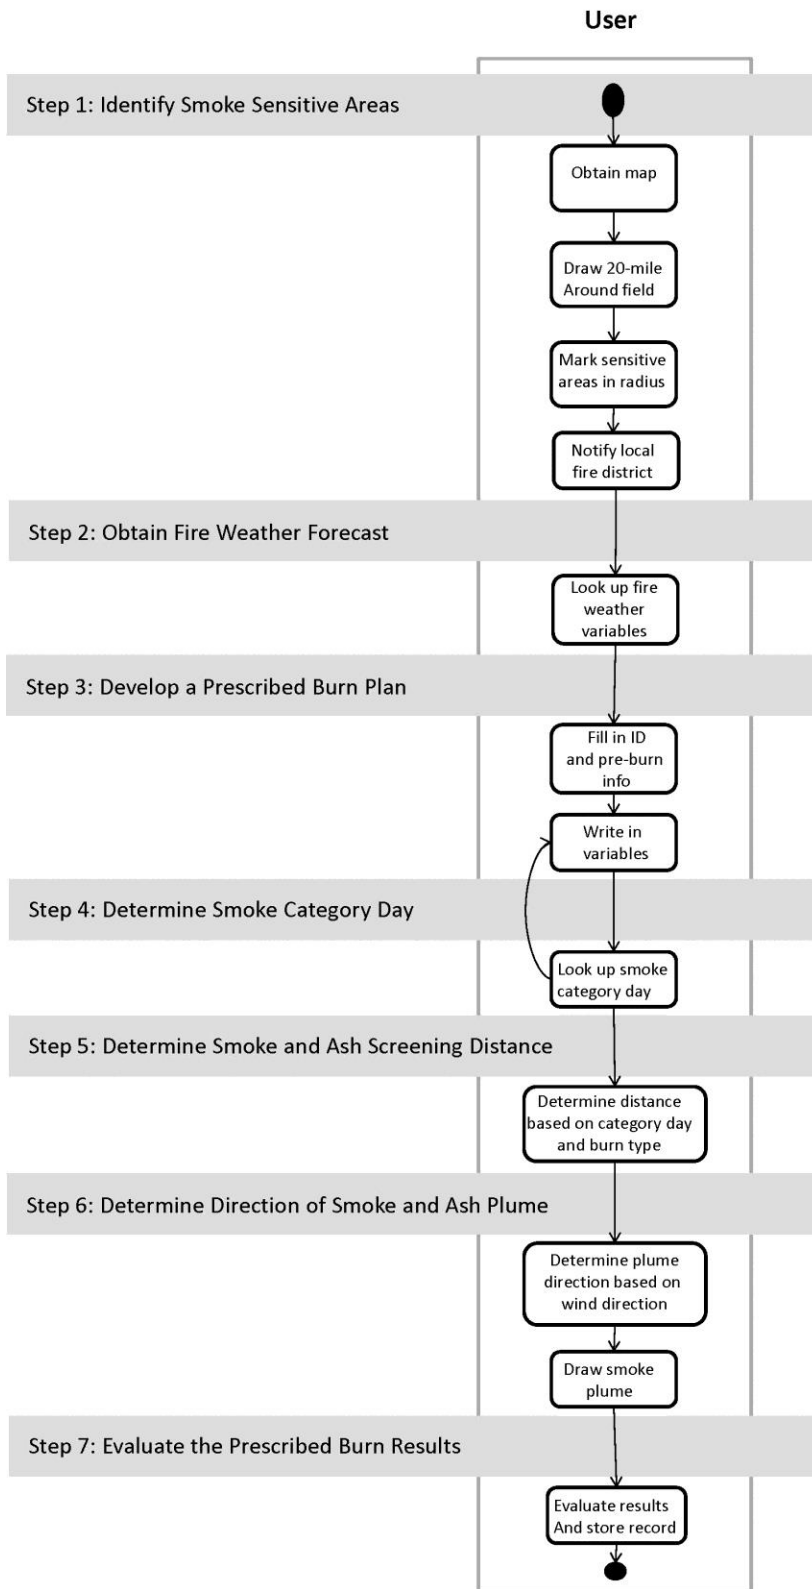 User
Step 1: Identify Smoke Sensitive Areas
Obtain map
Draw 20-mile
Around field
Mark sensitive
areas in radius
Notify local
fire district
Step 2: Obtain Fire Weather Forecast
Look up fire
weather
variables
Step 3: Develop a Prescribed Burn Plan
Fill in ID
and pre-burn
info
Write in
variables
Step 4: Determine Smoke Category Day
Look up smoke
category day
Step 5: Determine Smoke and Ash Screening Distance
Determine distance
based on category day
and burn type
Step 6: Determine Direction of Smoke and Ash Plume
Determine plume
direction based on
wind direction
Draw smoke
plume
Step 7: Evaluate the Prescribed Burn Results
Evaluate results
And store record